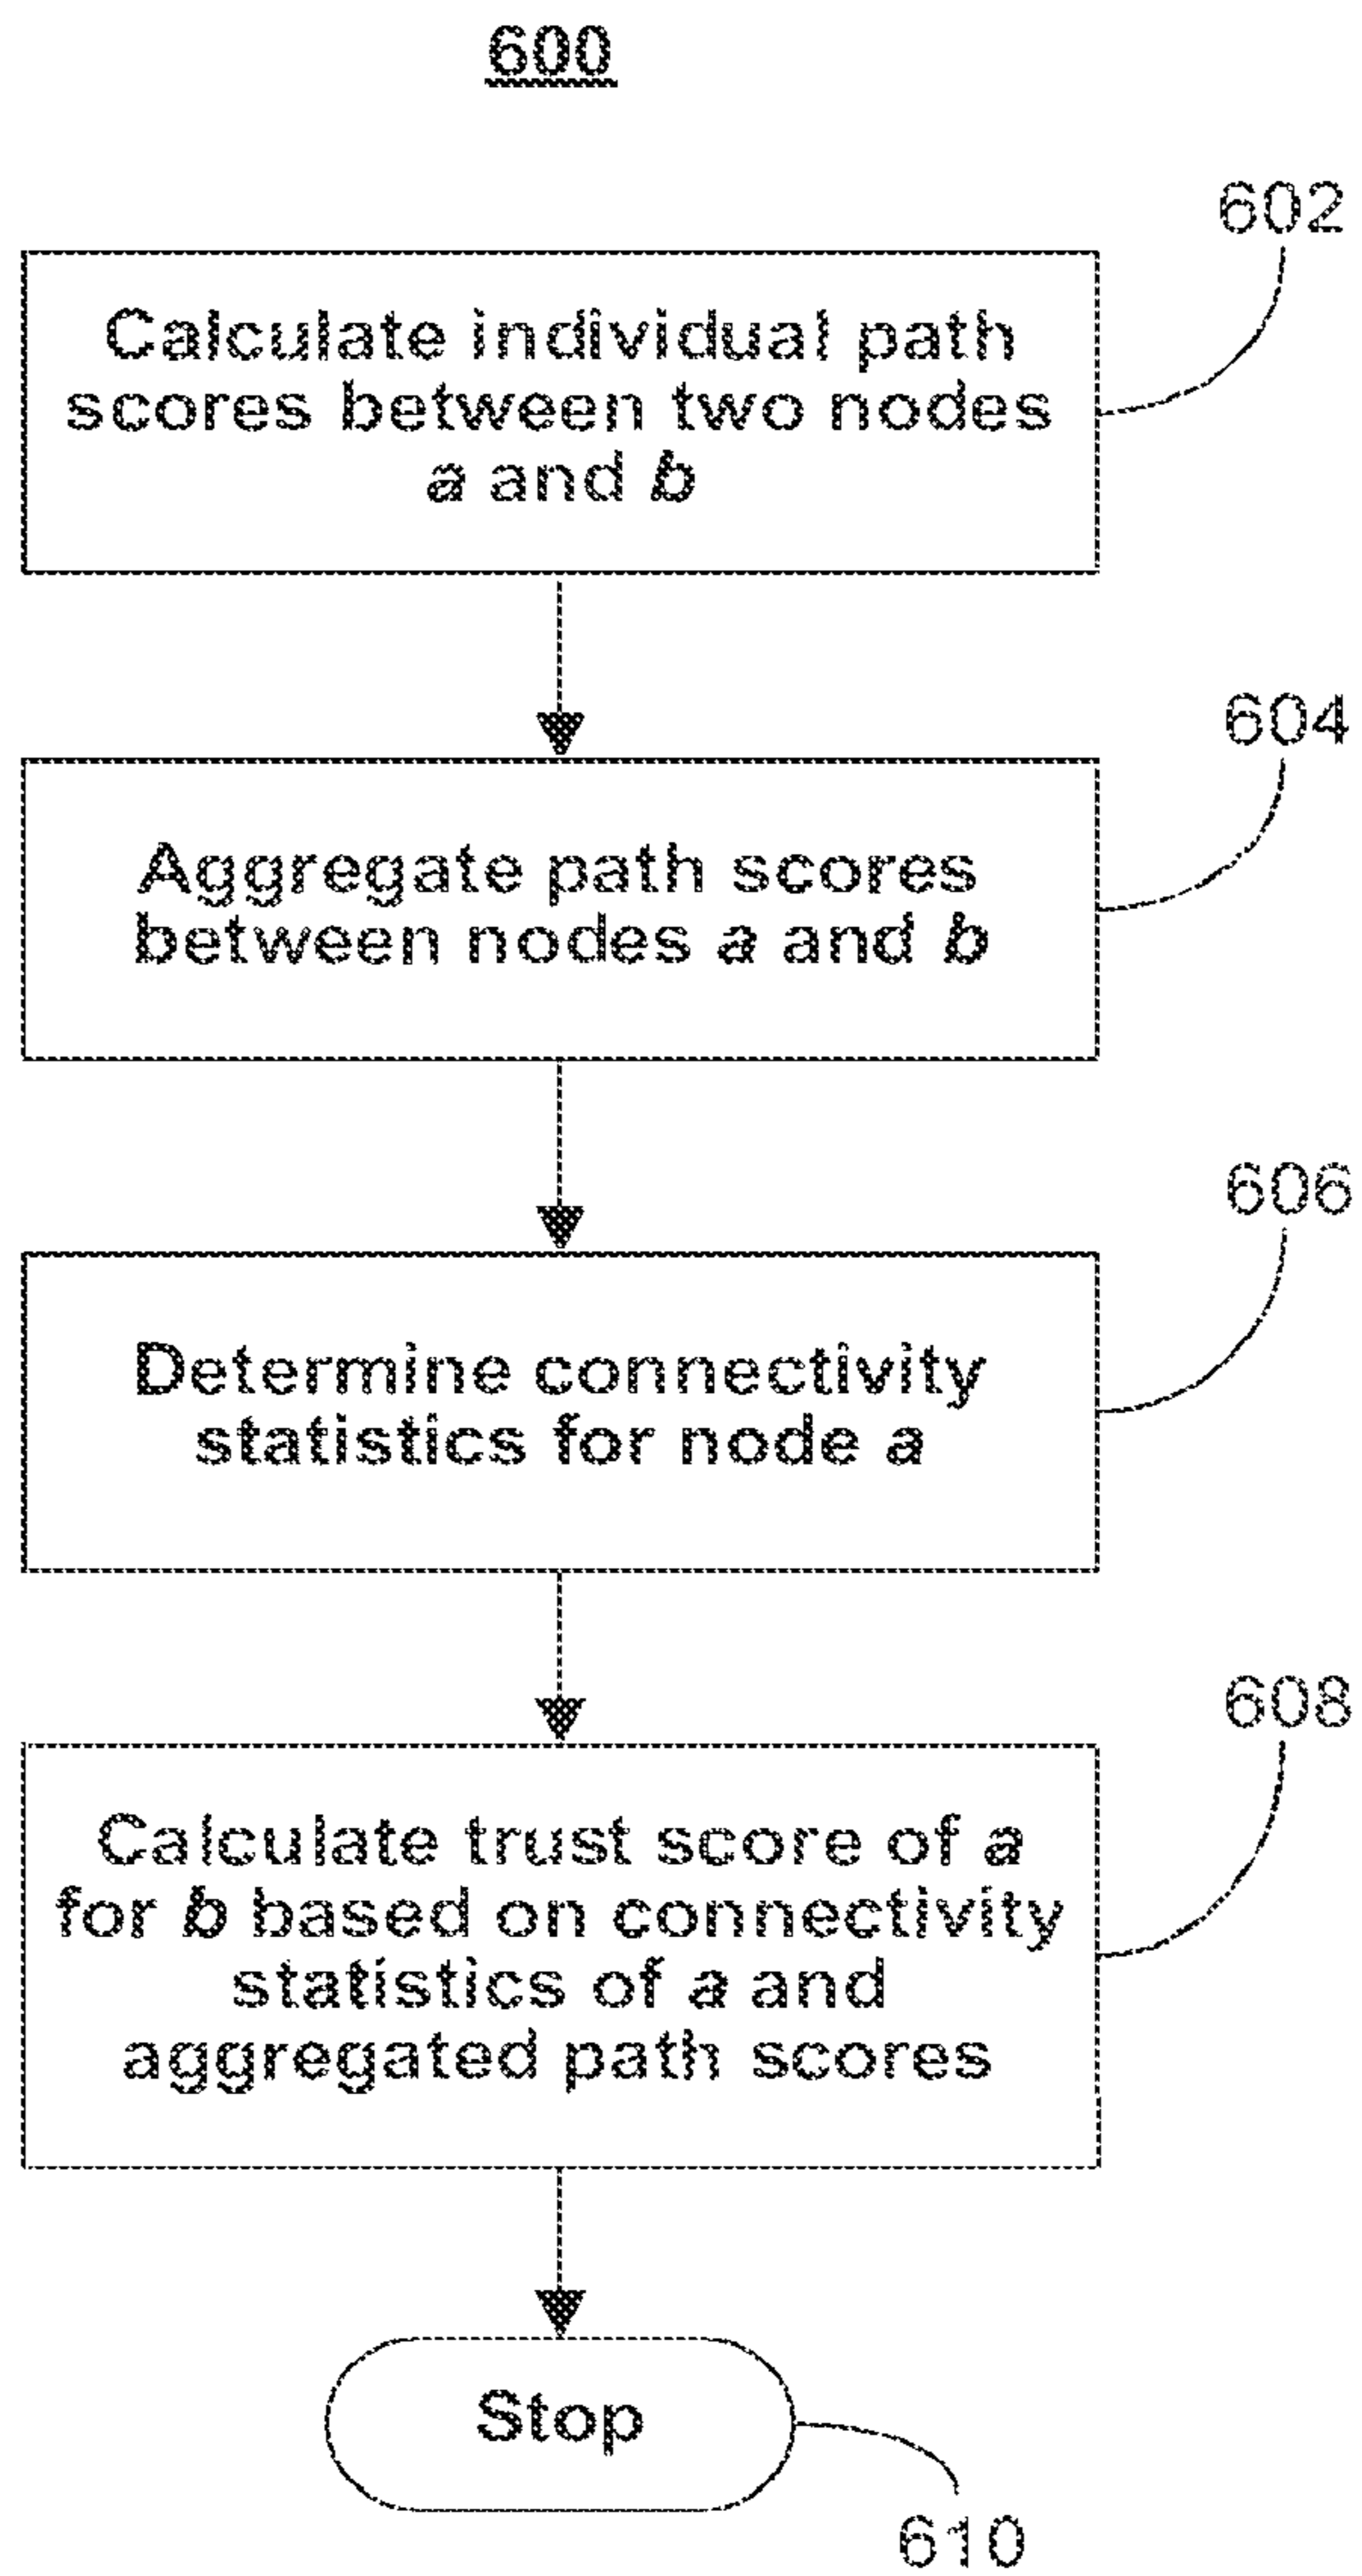 600
602
Calculate individual path
scores between two nodes
a and b
604
Aggregate path scores
between nodes a and b
606
Determine connectivity
statistics for node a
608
Calculate trust score of a
for b based on connectivity
statistics of a and
aggregated path scores
Stop
610